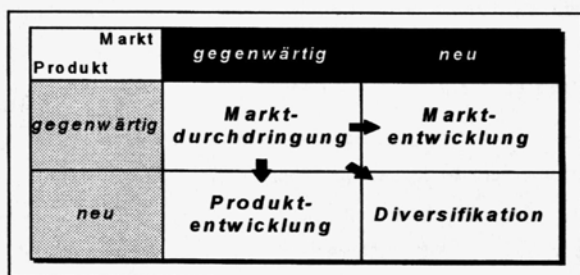 Markt
Produkt
gegenwärtig
neu
gegenwärtig
Markt-
durchdringung
Markt-
entwicklung
neu
Produkt-
entwicklung
Diversifikation